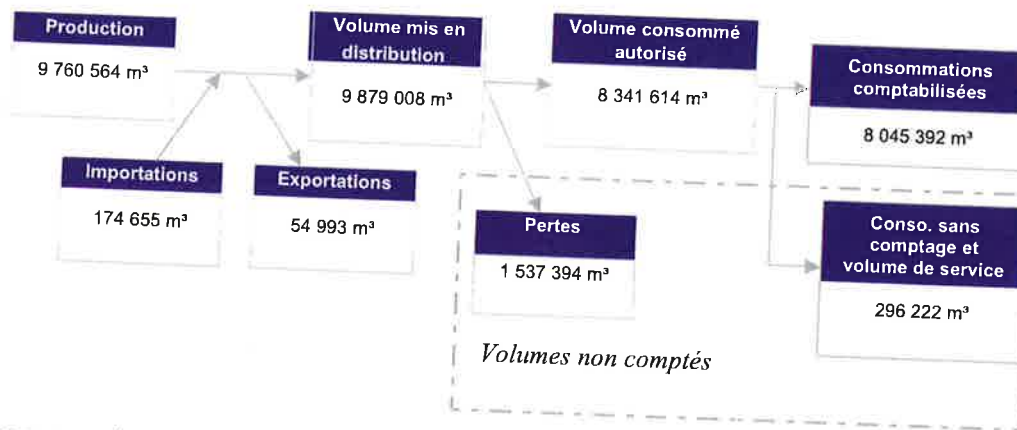 Production
9 760 564 m³
Volume mis en
distribution
9 879 008 m³
Volume consommé
autorisé
8 341 614 m³
Consommations
comptabilisées
8 045 392 m³
Importations
174 655 m³
Exportations
54 993 m³
Pertes
1 537 394 m³
Conso. sans
comptage et
volume de service
296 222 m³
Volumes non comptés